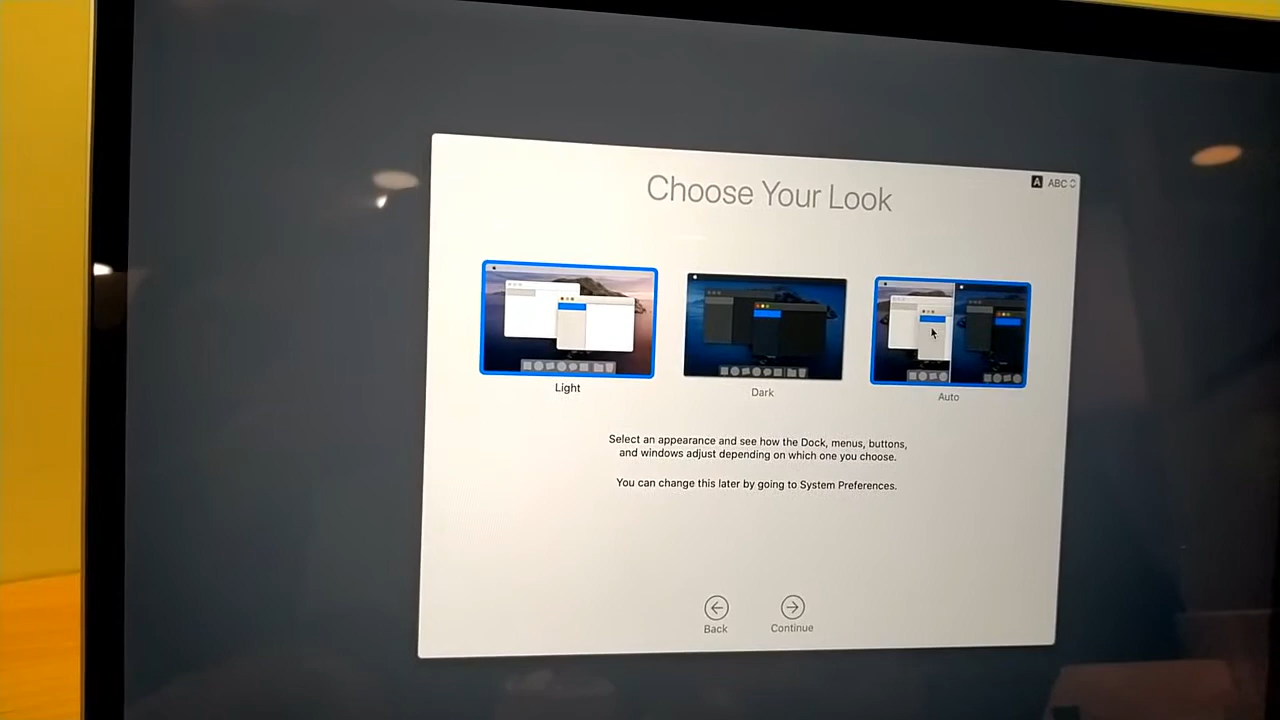 A ABC
Choose Your Look
Light
Dark
Auto
Select an appearance and see how the Dock, menus, buttons,
and windows adjust depending on which one you choose.
You can change this later by going to System Preferences.
Back
Continue